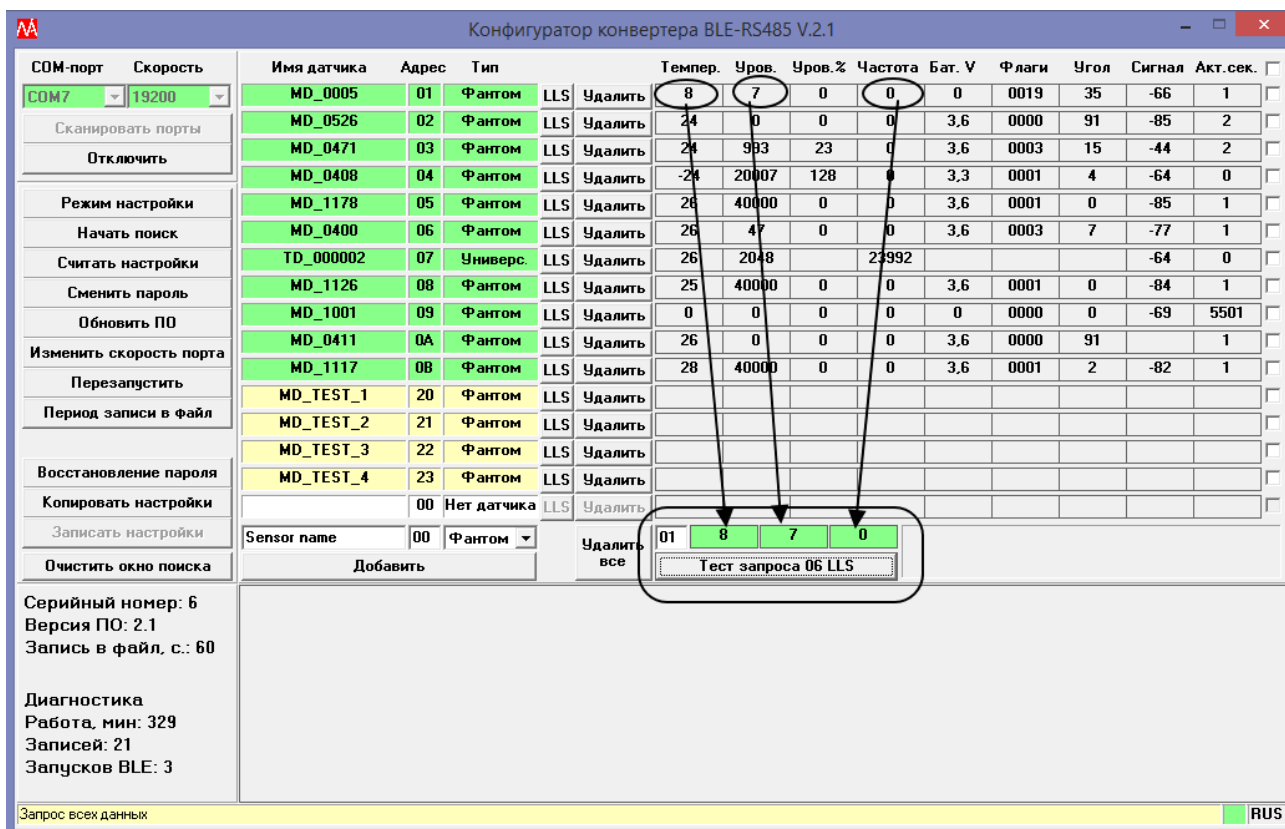 Конфигуратор конвертера BLE-RS485 V.2.1
COM-порт Скорость Имя датчика Адрес Тип Темпер. Уров. Уров.% Частота Бат. V Флаги Угол Сигнал Акт.сек.
COM7 19200 MD_0005 01 Фантом LLS Удалить 8 7 0 0 0 0019 35 -66 1
Сканировать порты MD_0526 02 Фантом LLS Удалить 24 0 0 0 3,6 0000 91 -85 2
Отключить MD_0471 03 Фантом LLS Удалить 24 993 23 0 3,6 0003 15 -44 2
MD_0408 04 Фантом LLS Удалить -24 20007 128 0 3,3 0001 4 -64 0
Режим настройки MD_1178 05 Фантом LLS Удалить 26 40000 0 0 3,6 0001 0 -85 1
Начать поиск MD_0400 06 Фантом LLS Удалить 26 47 0 0 3,6 0003 7 -77 1
Считать настройки TD_000002 07 Универс. LLS Удалить 26 2048 23992 -64 0
Сменить пароль MD_1126 08 Фантом LLS Удалить 25 40000 0 0 3,6 0001 0 -84 1
Обновить ПО MD_1001 09 Фантом LLS Удалить 0 0 0 0 0 0000 0 -69 5501
Изменить скорость порта MD_0411 0A Фантом LLS Удалить 26 0 0 0 3,6 0000 91 1
Перезапустить MD_1117 0B Фантом LLS Удалить 28 40000 0 0 3,6 0001 2 -82 1
Период записи в файл MD_TEST_1 20 Фантом LLS Удалить
MD_TEST_2 21 Фантом LLS Удалить
MD_TEST_3 22 Фантом LLS Удалить
Восстановление пароля MD_TEST_4 23 Фантом LLS Удалить
Копировать настройки 00 Нет датчика LLS Удалить
Записать настройки Sensor name 00 Фантом Удалить все 01 8 7 0
Очистить окно поиска Добавить Тест запроса 06 LLS
Серийный номер: 6
Версия ПО: 2.1
Запись в файл, с.: 60
Диагностика
Работа, мин: 329
Записей: 21
Запусков BLE: 3
Запрос всех данных RUS